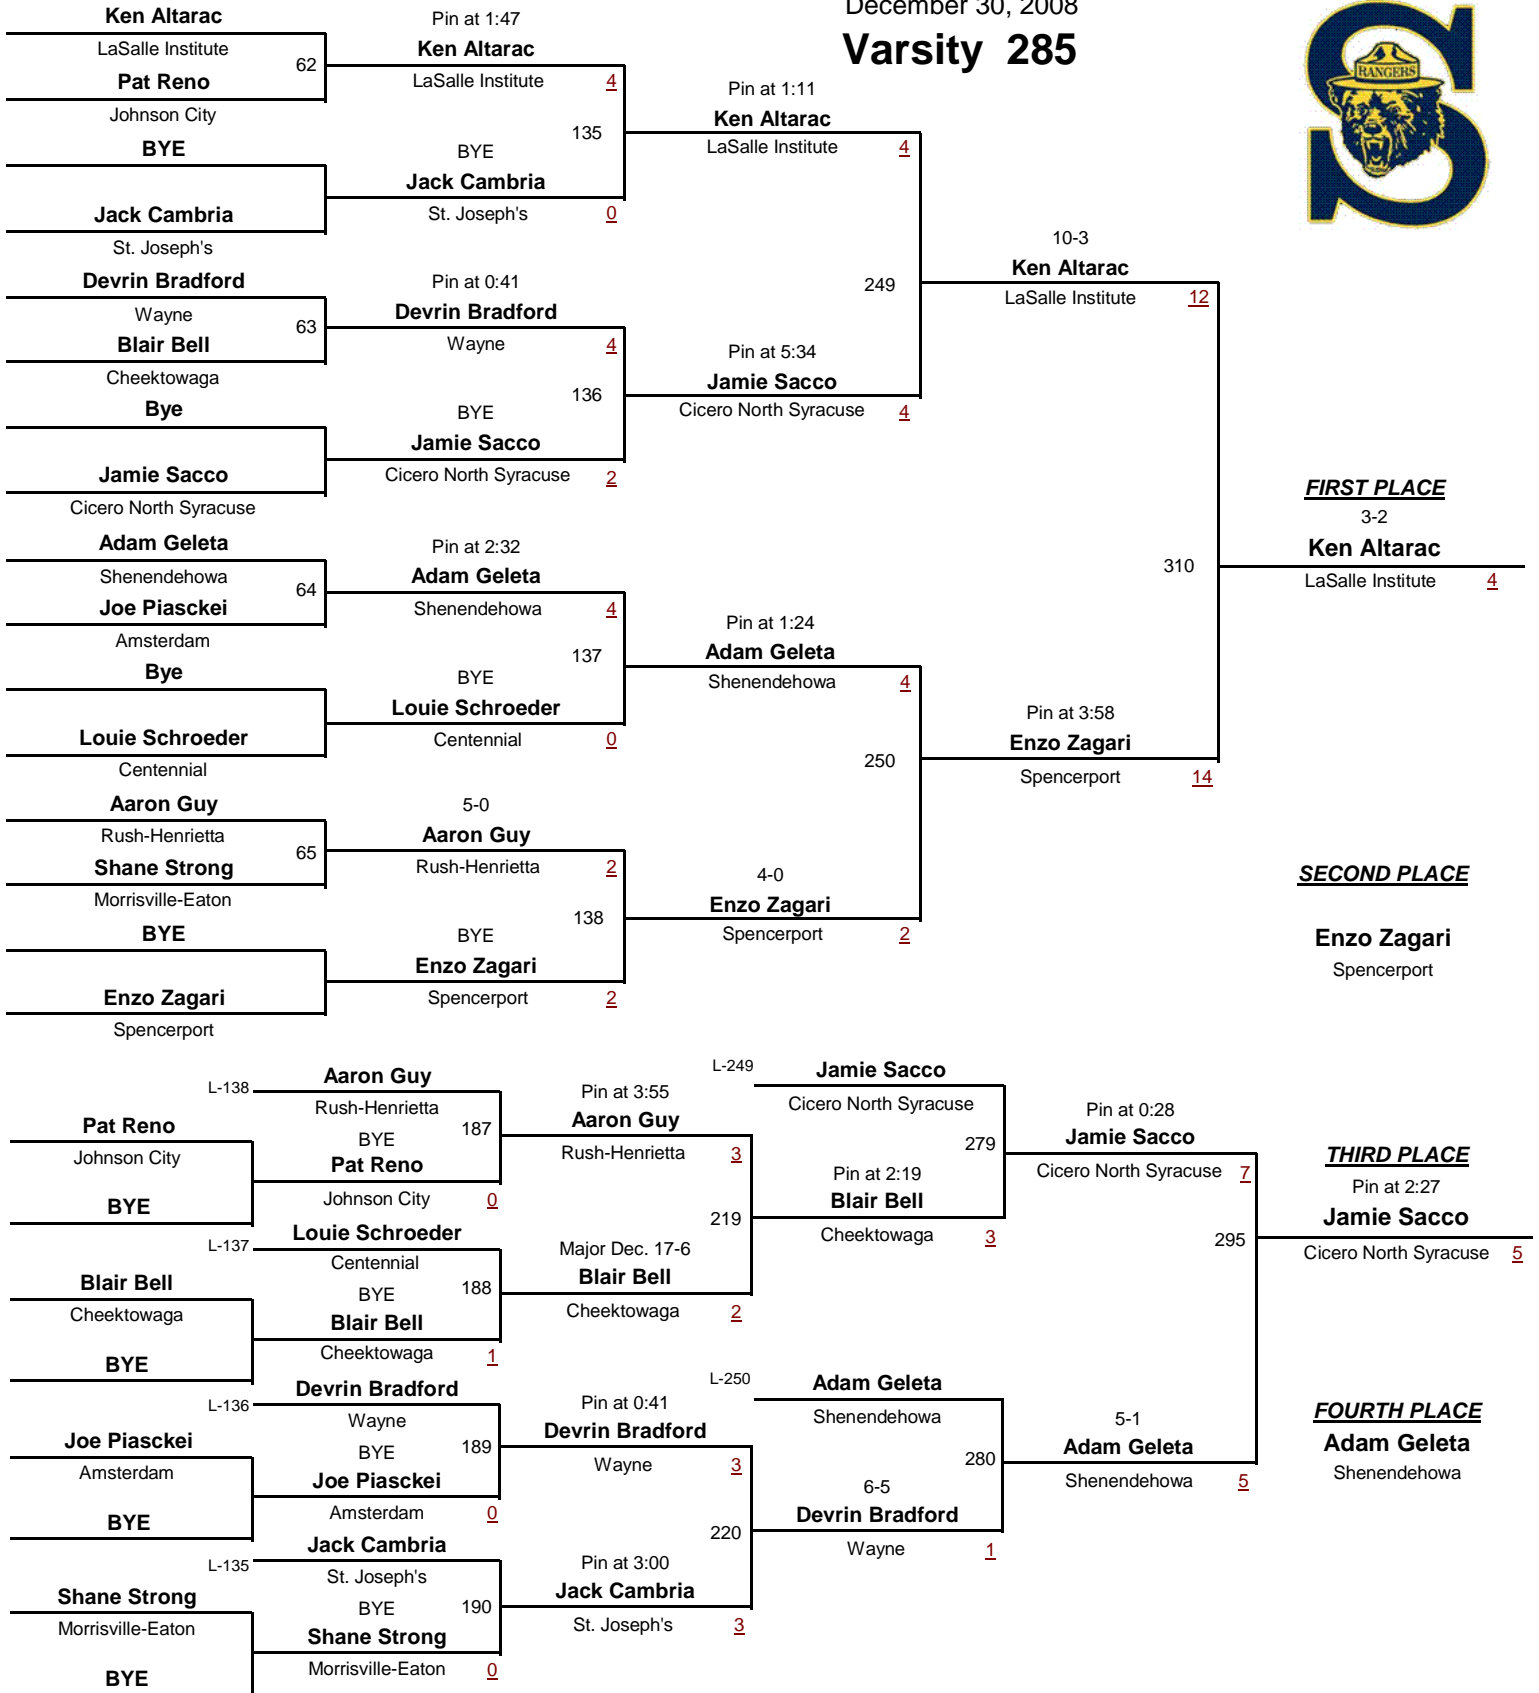 December 30, 2008
Varsity 285
RANGERS
Ken Altarac
LaSalle Institute
62
Pat Reno
Johnson City
BYE
Jack Cambria
St. Joseph's
Devrin Bradford
Wayne
63
Blair Bell
Cheektowaga
Bye
Jamie Sacco
Cicero North Syracuse
Adam Geleta
Shenendehowa
64
Joe Piasckei
Amsterdam
Bye
Louie Schroeder
Centennial
Aaron Guy
Rush-Henrietta
65
Shane Strong
Morrisville-Eaton
BYE
Enzo Zagari
Spencerport
Pin at 1:47
Ken Altarac
LaSalle Institute 4
135
BYE
Jack Cambria
St. Joseph's 0
Pin at 0:41
Devrin Bradford
Wayne 4
136
BYE
Jamie Sacco
Cicero North Syracuse 2
Pin at 2:32
Adam Geleta
Shenendehowa 4
137
BYE
Louie Schroeder
Centennial 0
5-0
Aaron Guy
Rush-Henrietta 2
138
BYE
Enzo Zagari
Spencerport 2
Pin at 1:11
Ken Altarac
LaSalle Institute 4
249
Pin at 5:34
Jamie Sacco
Cicero North Syracuse 4
Pin at 1:24
Adam Geleta
Shenendehowa 4
250
4-0
Enzo Zagari
Spencerport 2
10-3
Ken Altarac
LaSalle Institute 12
310
Pin at 3:58
Enzo Zagari
Spencerport 14
FIRST PLACE
3-2
Ken Altarac
LaSalle Institute 4
SECOND PLACE
Enzo Zagari
Spencerport
Pat Reno
Johnson City
BYE
Blair Bell
Cheektowaga
BYE
Joe Piasckei
Amsterdam
BYE
Shane Strong
Morrisville-Eaton
BYE
L-138
Aaron Guy
Rush-Henrietta
187
BYE
Pat Reno
Johnson City 0
L-137
Louie Schroeder
Centennial
188
BYE
Blair Bell
Cheektowaga 1
L-136
Devrin Bradford
Wayne
189
BYE
Joe Piasckei
Amsterdam 0
L-135
Jack Cambria
St. Joseph's
190
BYE
Shane Strong
Morrisville-Eaton 0
Pin at 3:55
Aaron Guy
Rush-Henrietta 3
219
Major Dec. 17-6
Blair Bell
Cheektowaga 2
Pin at 0:41
Devrin Bradford
Wayne 3
220
Pin at 3:00
Jack Cambria
St. Joseph's 3
L-249
Jamie Sacco
Cicero North Syracuse
279
Pin at 2:19
Blair Bell
Cheektowaga 3
L-250
Adam Geleta
Shenendehowa
280
6-5
Devrin Bradford
Wayne 1
Pin at 0:28
Jamie Sacco
Cicero North Syracuse 7
295
5-1
Adam Geleta
Shenendehowa 5
THIRD PLACE
Pin at 2:27
Jamie Sacco
Cicero North Syracuse 5
FOURTH PLACE
Adam Geleta
Shenendehowa